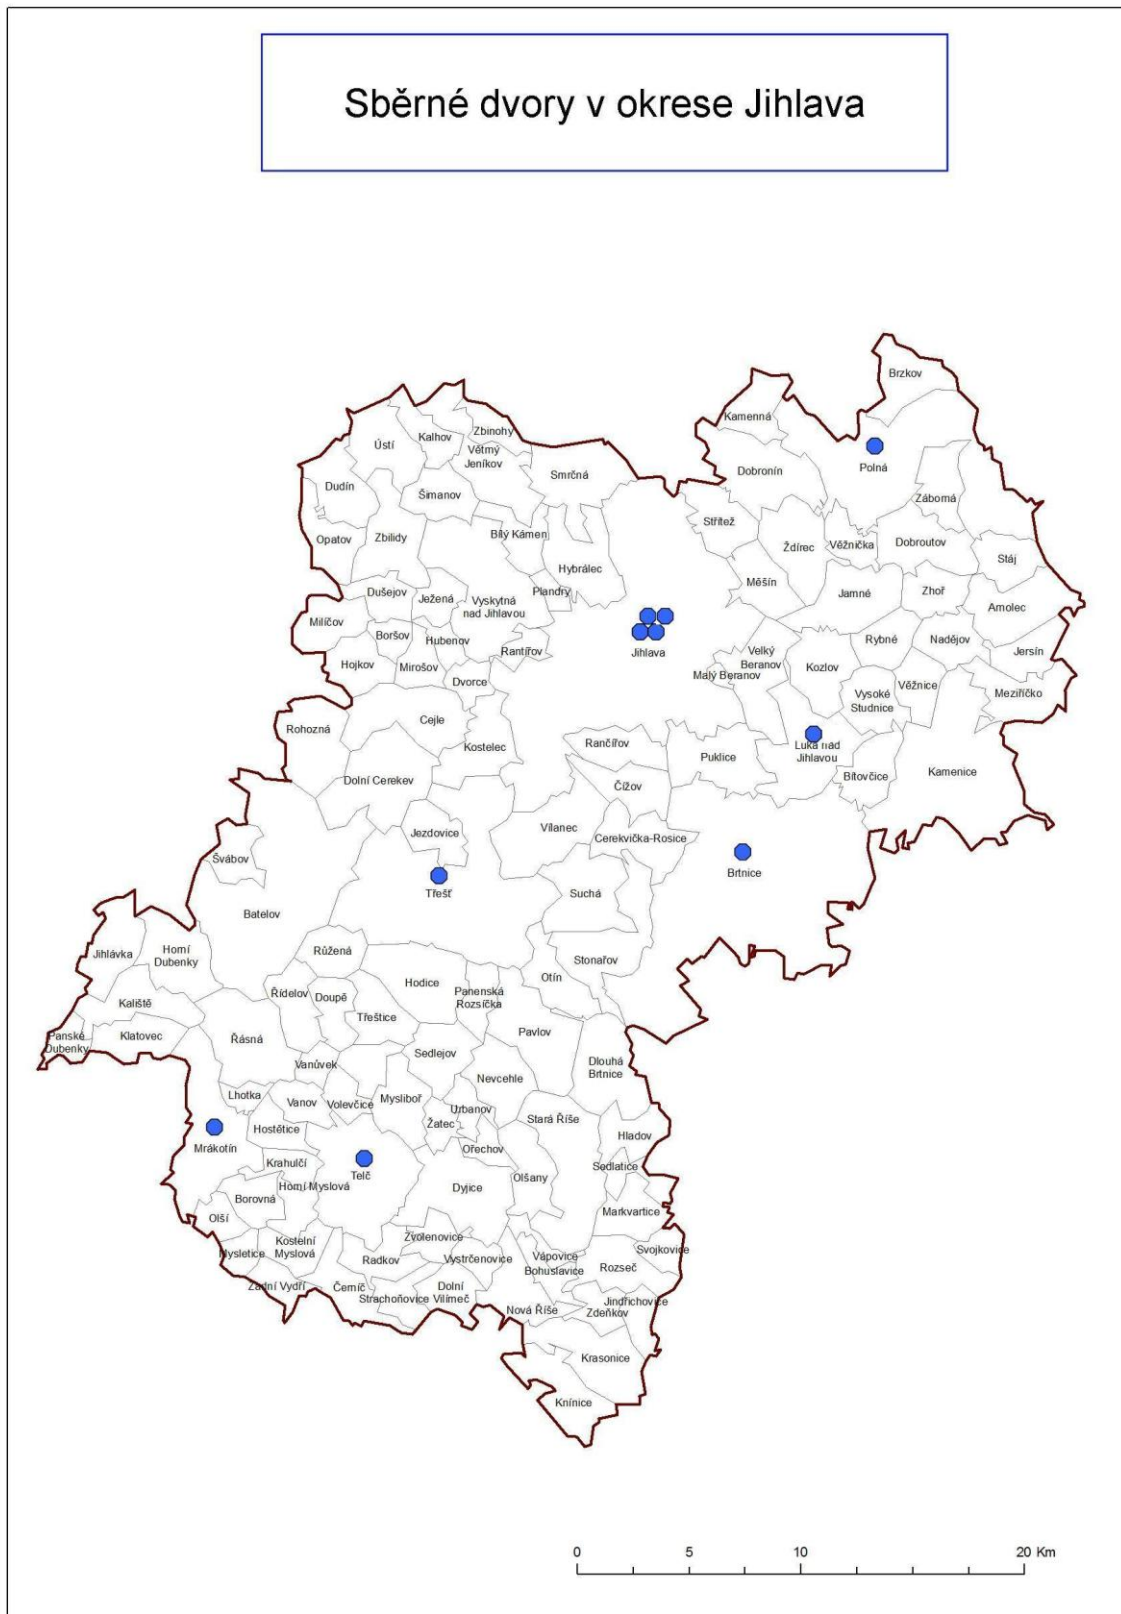 Sběrné dvory v okrese Jihlava
Brzkov
Kamenná
Zbinohy
Kalhov
Ústí
Větrný
Jeníkov
Polná
Dobronín
Smrčná
Dudín
Šimanov
Záborná
Střítež
Bílý Kámen
Opatov
Zbilidy
Ždírec
Věžnička
Dobroutov
Stáj
Hybrálec
Měšín
Dušejov
Ježená
Plandry
Vyskytná
nad Jihlavou
Jamné
Zhoř
Amolec
Milíčov
Boršov
Hubenov
Rantířov
Jihlava
Velký
Beranov
Rybné
Nadějov
Jersín
Hojkov
Mirošov
Dvorce
Malý Beranov
Kozlov
Vysoké
Studnice
Věžnice
Meziříčko
Rohozná
Cejle
Kostelec
Rančířov
Puklice
Luka nad
Jihlavou
Bítovčice
Kamenice
Dolní Cerekev
Čížov
Jezdovice
Vílanec
Cerekvička-Rosice
Švábov
Brtnice
Třešť
Suchá
Batelov
Jihlávka
Horní
Dubenky
Růžená
Stonařov
Hodice
Otín
Řídelov
Doupě
Panenská
Rozsíčka
Kaliště
Třeštice
Klatovec
Panské
Dubenky
Řásná
Pavlov
Sedlejov
Vanůvek
Dlouhá
Brtnice
Nevcehle
Lhotka
Vanov
Volevčice
Mysliboř
Urbanov
Stará Říše
Hostětice
Žatec
Hladov
Mrákotín
Ořechov
Krahulčí
Telč
Sedlatice
Olšany
Horní Myslová
Dyjice
Borovná
Markvartice
Olší
Zvolenovice
Kostelní
Myslová
Mysletice
Radkov
Vystrčenovice
Vápovice
Bohuslavice
Svojkovice
Rozseč
Zadní Vydří
Černíč
Strachoňovice
Dolní
Vilímeč
Nová Říše
Zdeňkov
Jindřichovice
Krasonice
Knínice
0 5 10 20 Km